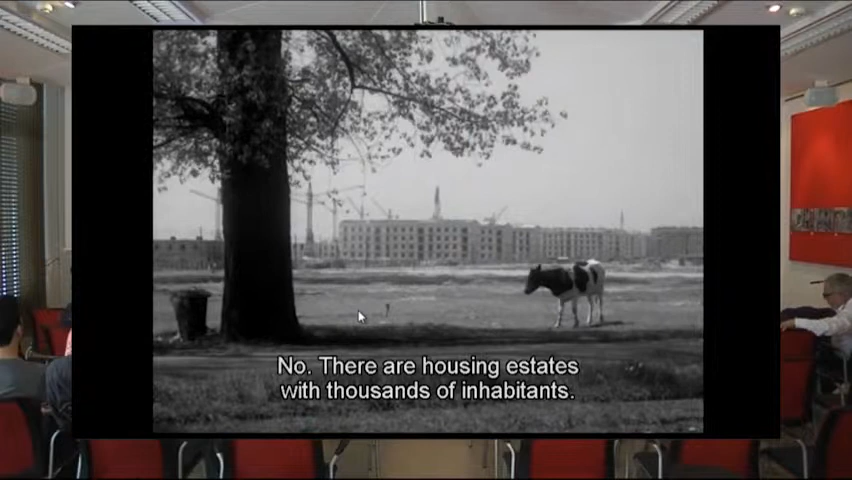 No. There are housing estates
with thousands of inhabitants.